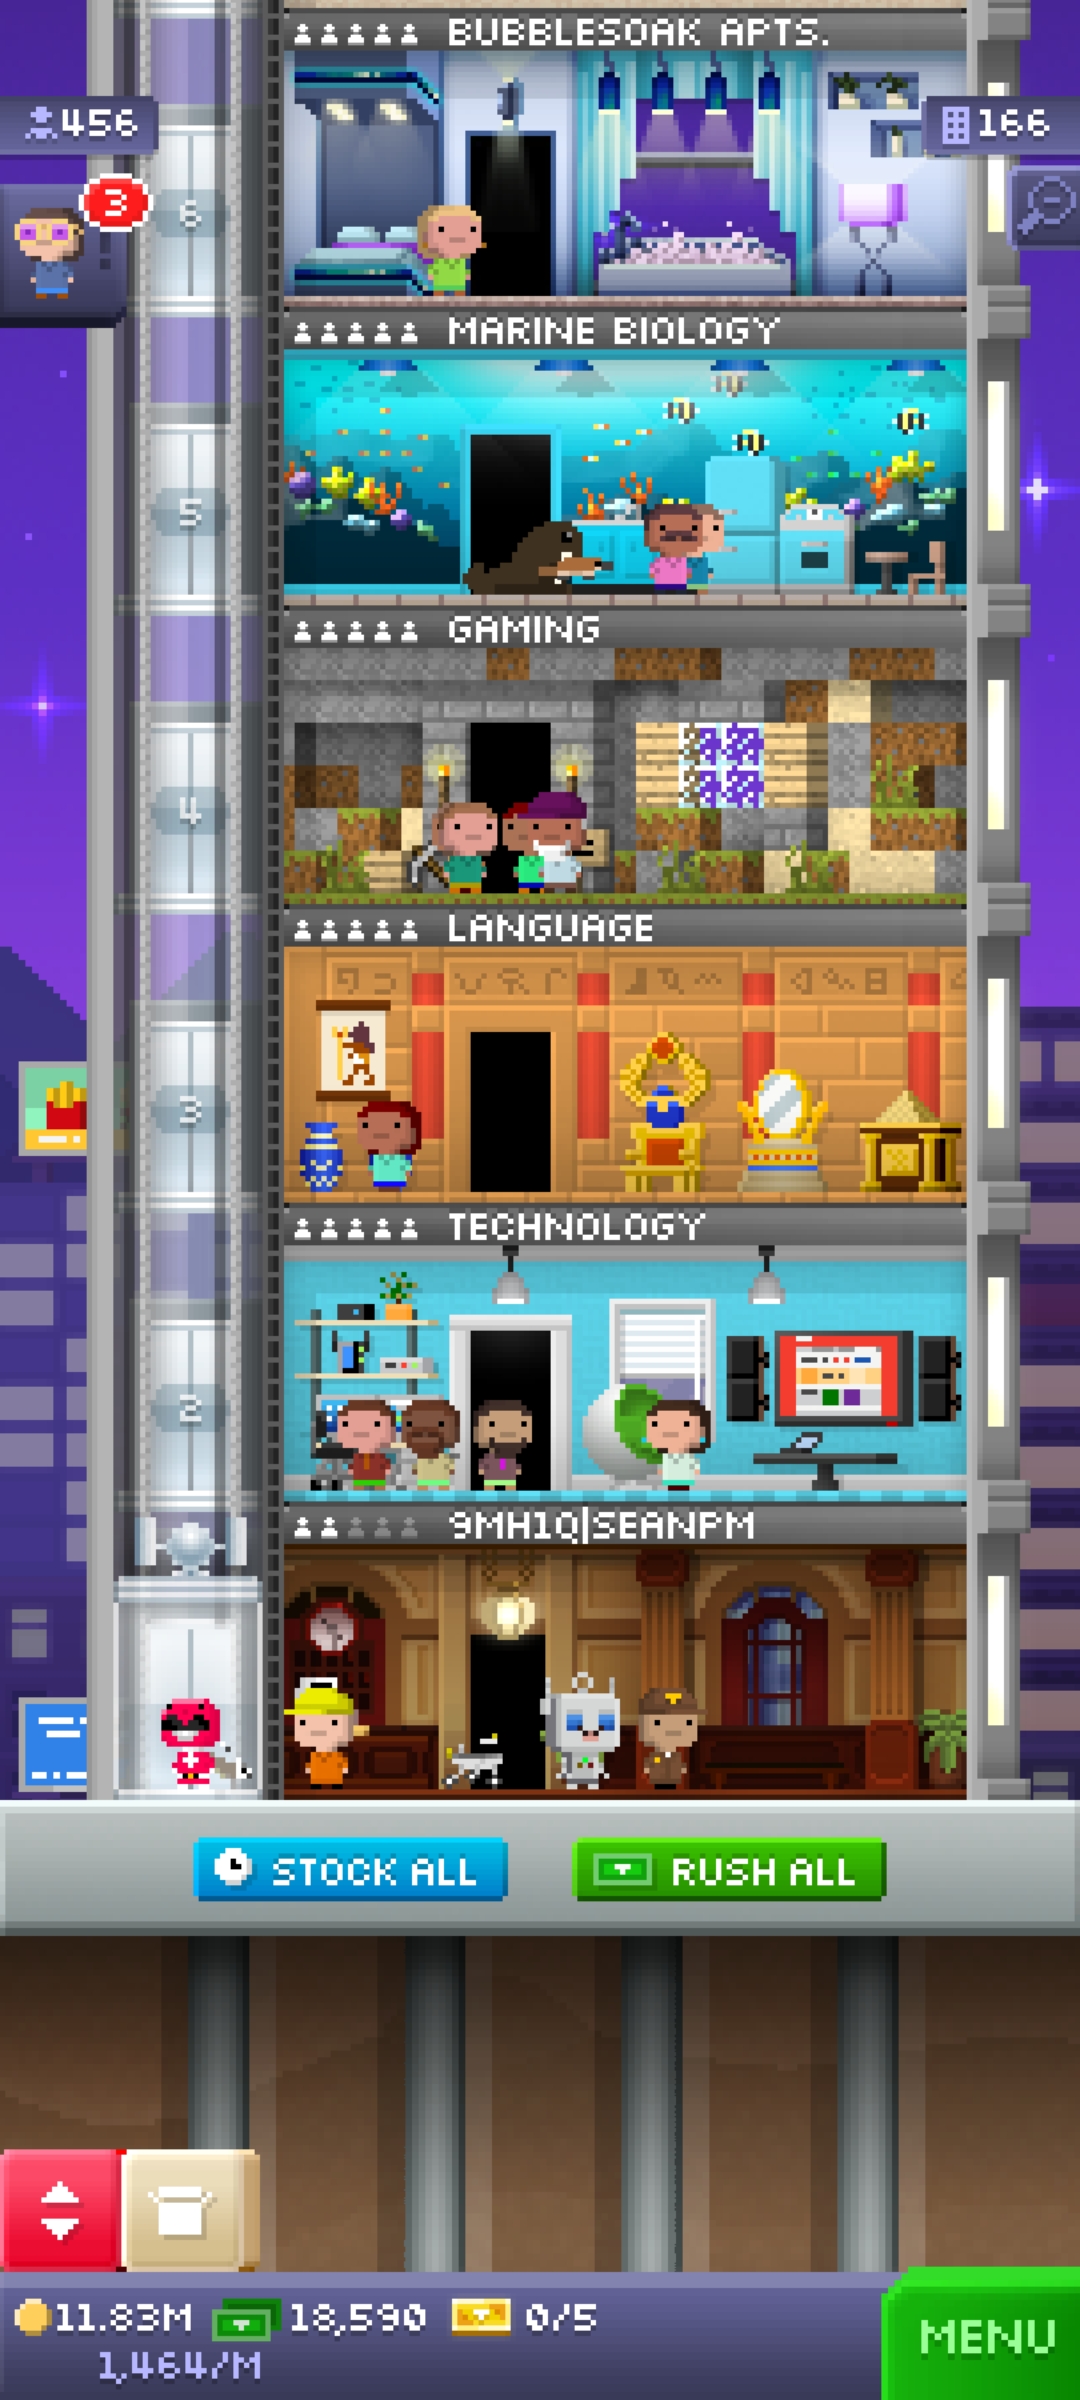 BUBBLESOAK APTS.
456
166
3
6
MARINE BIOLOGY
5
GAMING
4
LANGUAGE
3
TECHNOLOGY
2
9MH1Q|SEANPM
STOCK ALL
RUSH ALL
11.83M
18,590
0/5
1,464/M
MENU